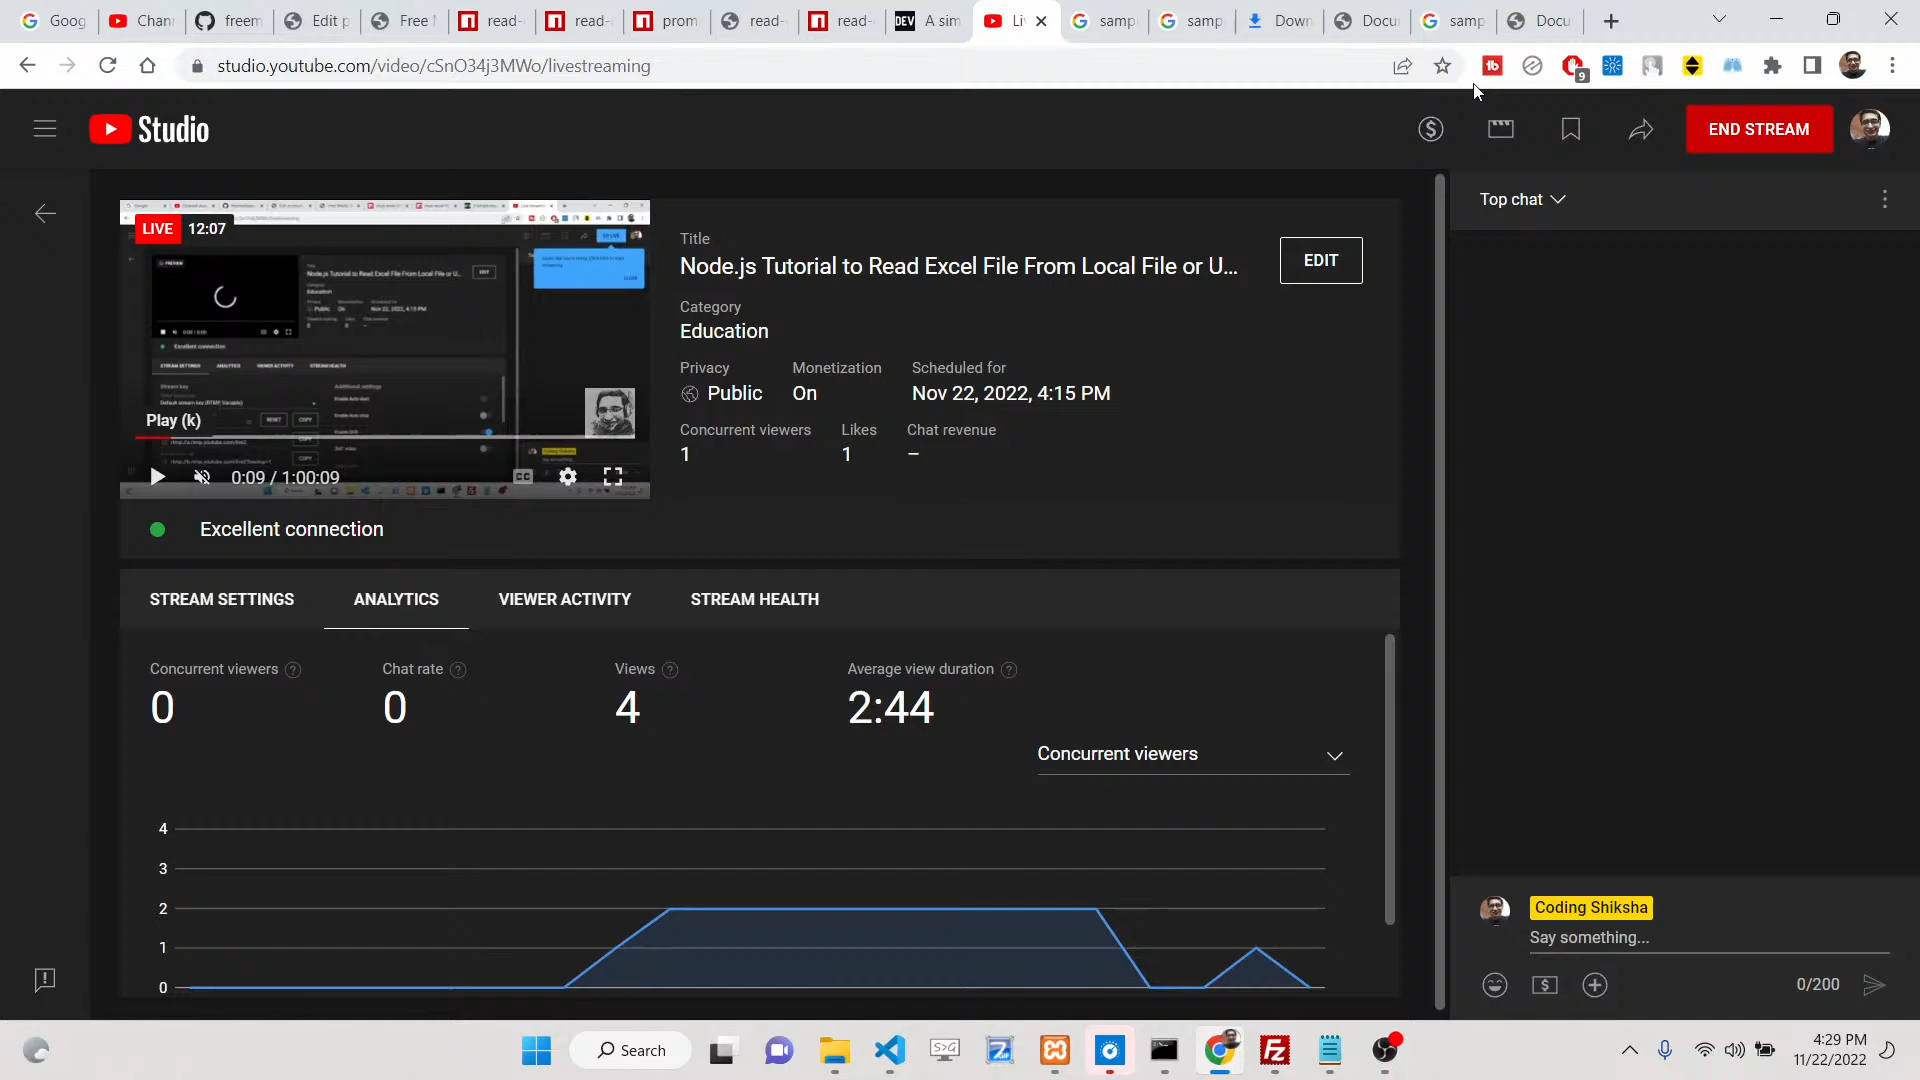 Goog
Chan
freem
Edit p
Free
read-
read-
prom
read-
read-
DEV A sim
Li
samp
samp
Down
Docu
samp
Docu
studio.youtube.com/video/cSnO34j3MWo/livestreaming
9
Studio
END STREAM
Top chat
LIVE 12:07
Play (k)
0:09 / 1:00:09
CC
Title
Node.js Tutorial to Read Excel File From Local File or U...
EDIT
Category
Education
Privacy Monetization Scheduled for
Public On Nov 22, 2022, 4:15 PM
Concurrent viewers Likes Chat revenue
1 1 –
Excellent connection
STREAM SETTINGS ANALYTICS VIEWER ACTIVITY STREAM HEALTH
Concurrent viewers Chat rate Views Average view duration
0 0 4 2:44
Concurrent viewers
4
3
2
1
0
Coding Shiksha
Say something...
0/200
Search
4:29 PM
11/22/2022